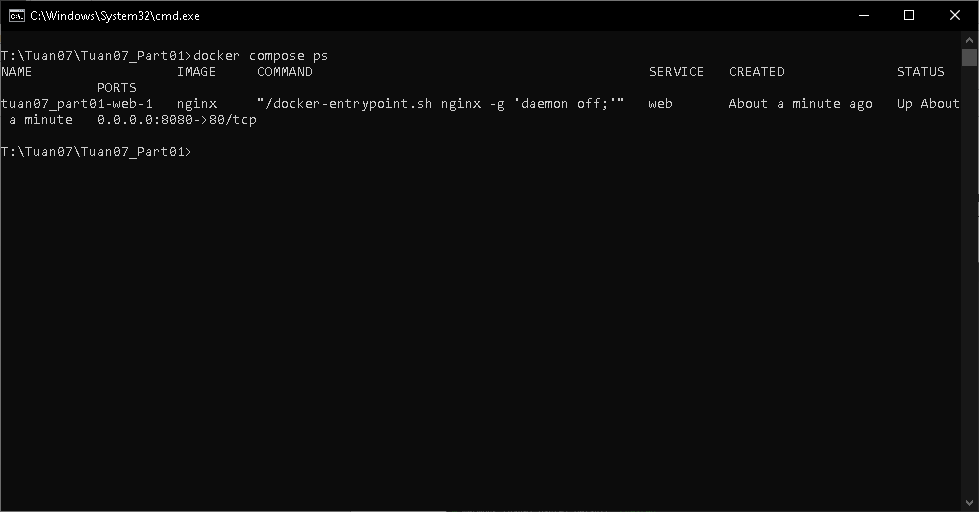 C:\Windows\System32\cmd.exe
T:\Tuan07\Tuan07_Part01>docker compose ps
NAME                  IMAGE     COMMAND                                          SERVICE   CREATED              STATUS
            PORTS
tuan07_part01-web-1   nginx     "/docker-entrypoint.sh nginx -g 'daemon off;'"   web       About a minute ago   Up About
 a minute   0.0.0.0:8080->80/tcp
T:\Tuan07\Tuan07_Part01>